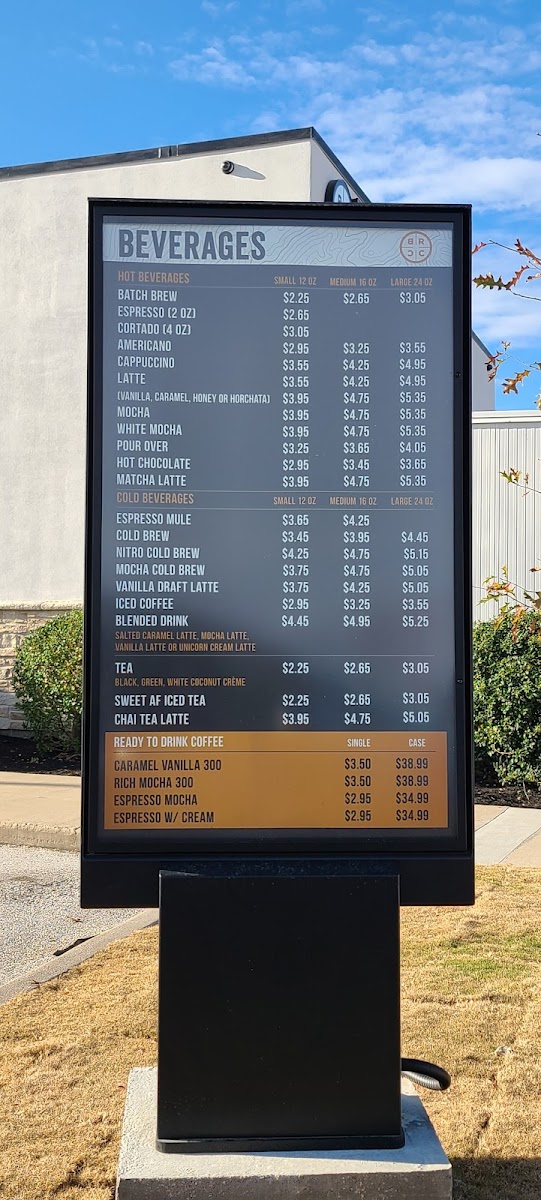 BEVERAGES
B R
C C
HOT BEVERAGES SMALL 12 OZ MEDIUM 16 OZ LARGE 24 OZ
BATCH BREW $2.25 $2.65 $3.05
ESPRESSO (2 OZ) $2.65
CORTADO (4 OZ) $3.05
AMERICANO $2.95 $3.25 $3.55
CAPPUCCINO $3.55 $4.25 $4.95
LATTE $3.55 $4.25 $4.95
(VANILLA, CARAMEL, HONEY OR HORCHATA) $3.95 $4.75 $5.35
MOCHA $3.95 $4.75 $5.35
WHITE MOCHA $3.95 $4.75 $5.35
POUR OVER $3.25 $3.65 $4.05
HOT CHOCOLATE $2.95 $3.45 $3.65
MATCHA LATTE $3.95 $4.75 $5.35
COLD BEVERAGES SMALL 12 OZ MEDIUM 16 OZ LARGE 24 OZ
ESPRESSO MULE $3.65 $4.25
COLD BREW $3.45 $3.95 $4.45
NITRO COLD BREW $4.25 $4.75 $5.15
MOCHA COLD BREW $3.75 $4.75 $5.05
VANILLA DRAFT LATTE $3.75 $4.25 $5.05
ICED COFFEE $2.95 $3.25 $3.55
BLENDED DRINK $4.45 $4.95 $5.25
SALTED CARAMEL LATTE, MOCHA LATTE,
VANILLA LATTE OR UNICORN CREAM LATTE
TEA $2.25 $2.65 $3.05
BLACK, GREEN, WHITE COCONUT CRÈME
SWEET AF ICED TEA $2.25 $2.65 $3.05
CHAI TEA LATTE $3.95 $4.75 $5.05
READY TO DRINK COFFEE SINGLE CASE
CARAMEL VANILLA 300 $3.50 $38.99
RICH MOCHA 300 $3.50 $38.99
ESPRESSO MOCHA $2.95 $34.99
ESPRESSO W/ CREAM $2.95 $34.99